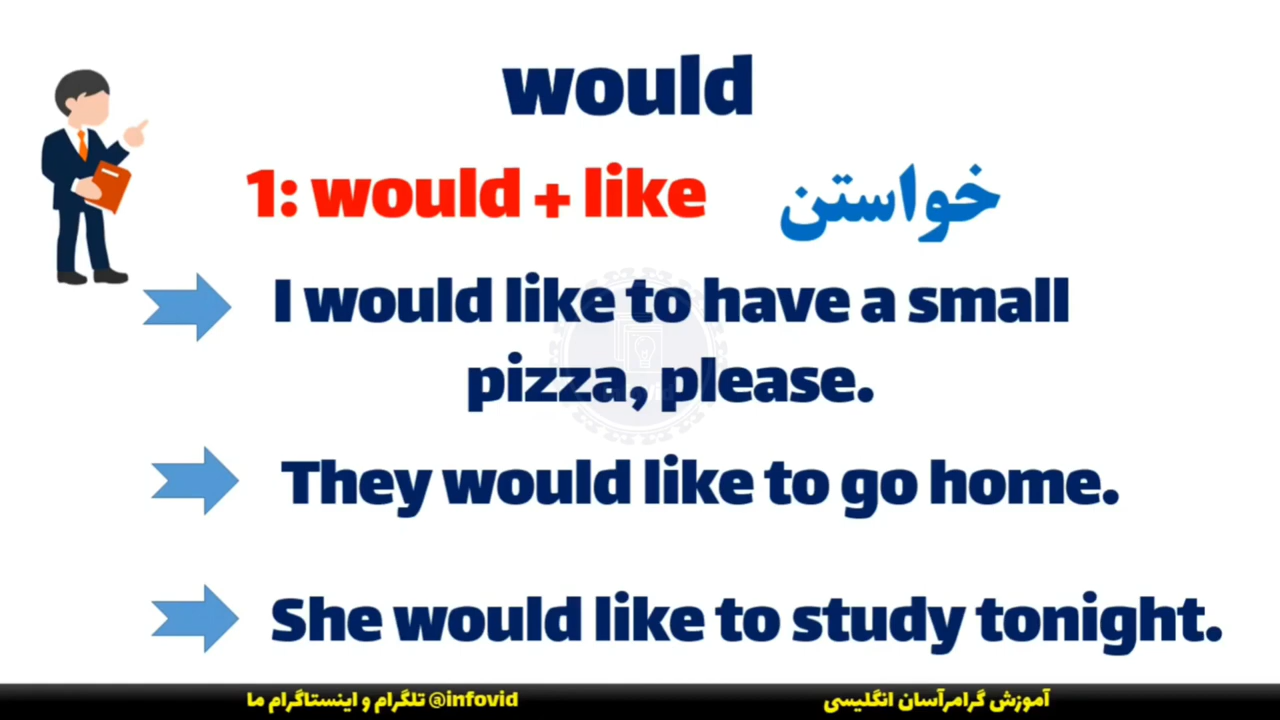 would
1: would + like خواستن
I would like to have a small
pizza, please.
They would like to go home.
She would like to study tonight.
تلگرام و اینستاگرام ما @infovid
آموزش گرامرآسان انگلیسی